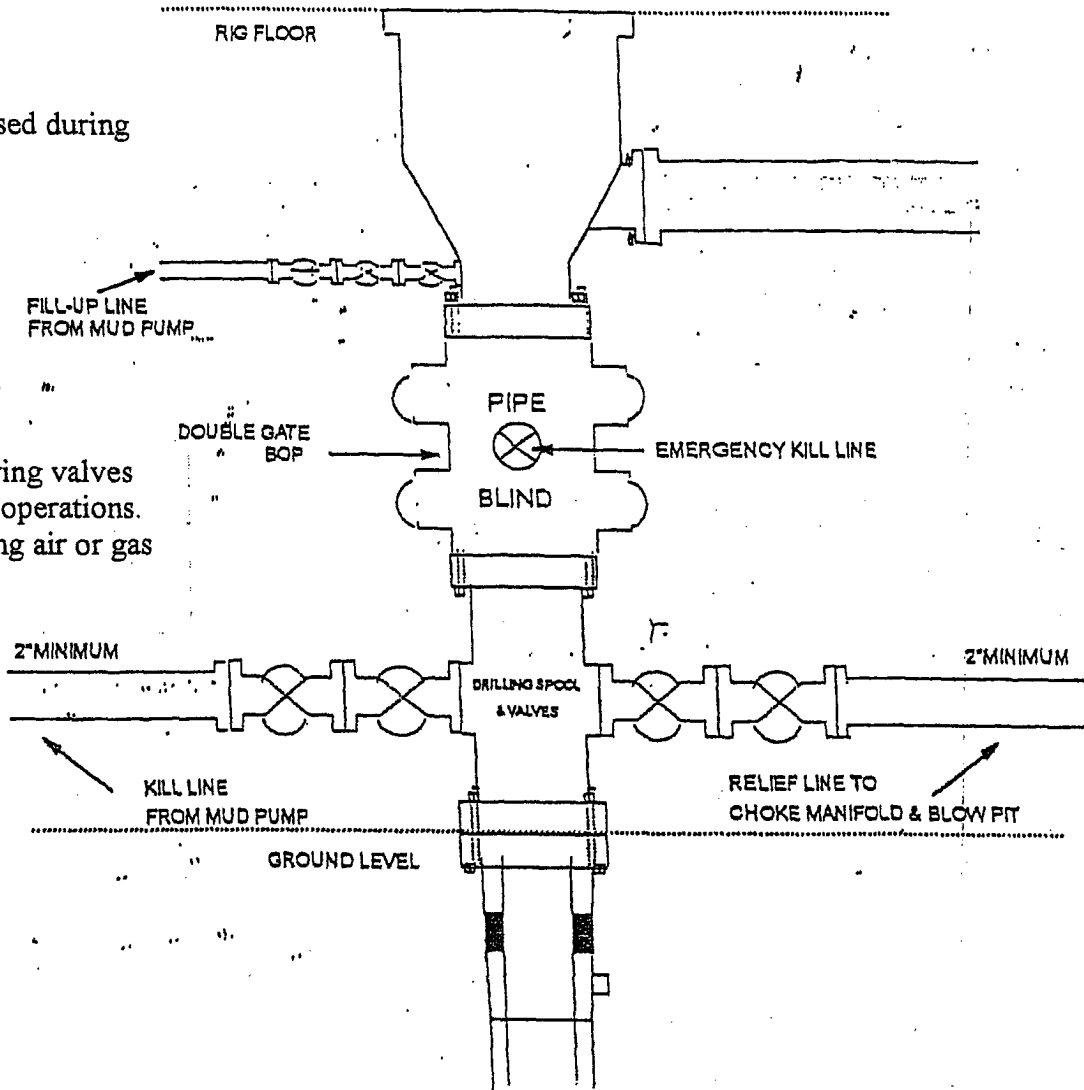 RIG FLOOR
sed during
FILL-UP LINE
FROM MUD PUMP
PIPE
DOUBLE GATE
BOP
EMERGENCY KILL LINE
BLIND
ring valves
operations.
ng air or gas
2" MINIMUM
2" MINIMUM
DRILLING SPOOL
& VALVES
KILL LINE
FROM MUD PUMP
RELIEF LINE TO
CHOKE MANIFOLD & BLOW PIT
GROUND LEVEL